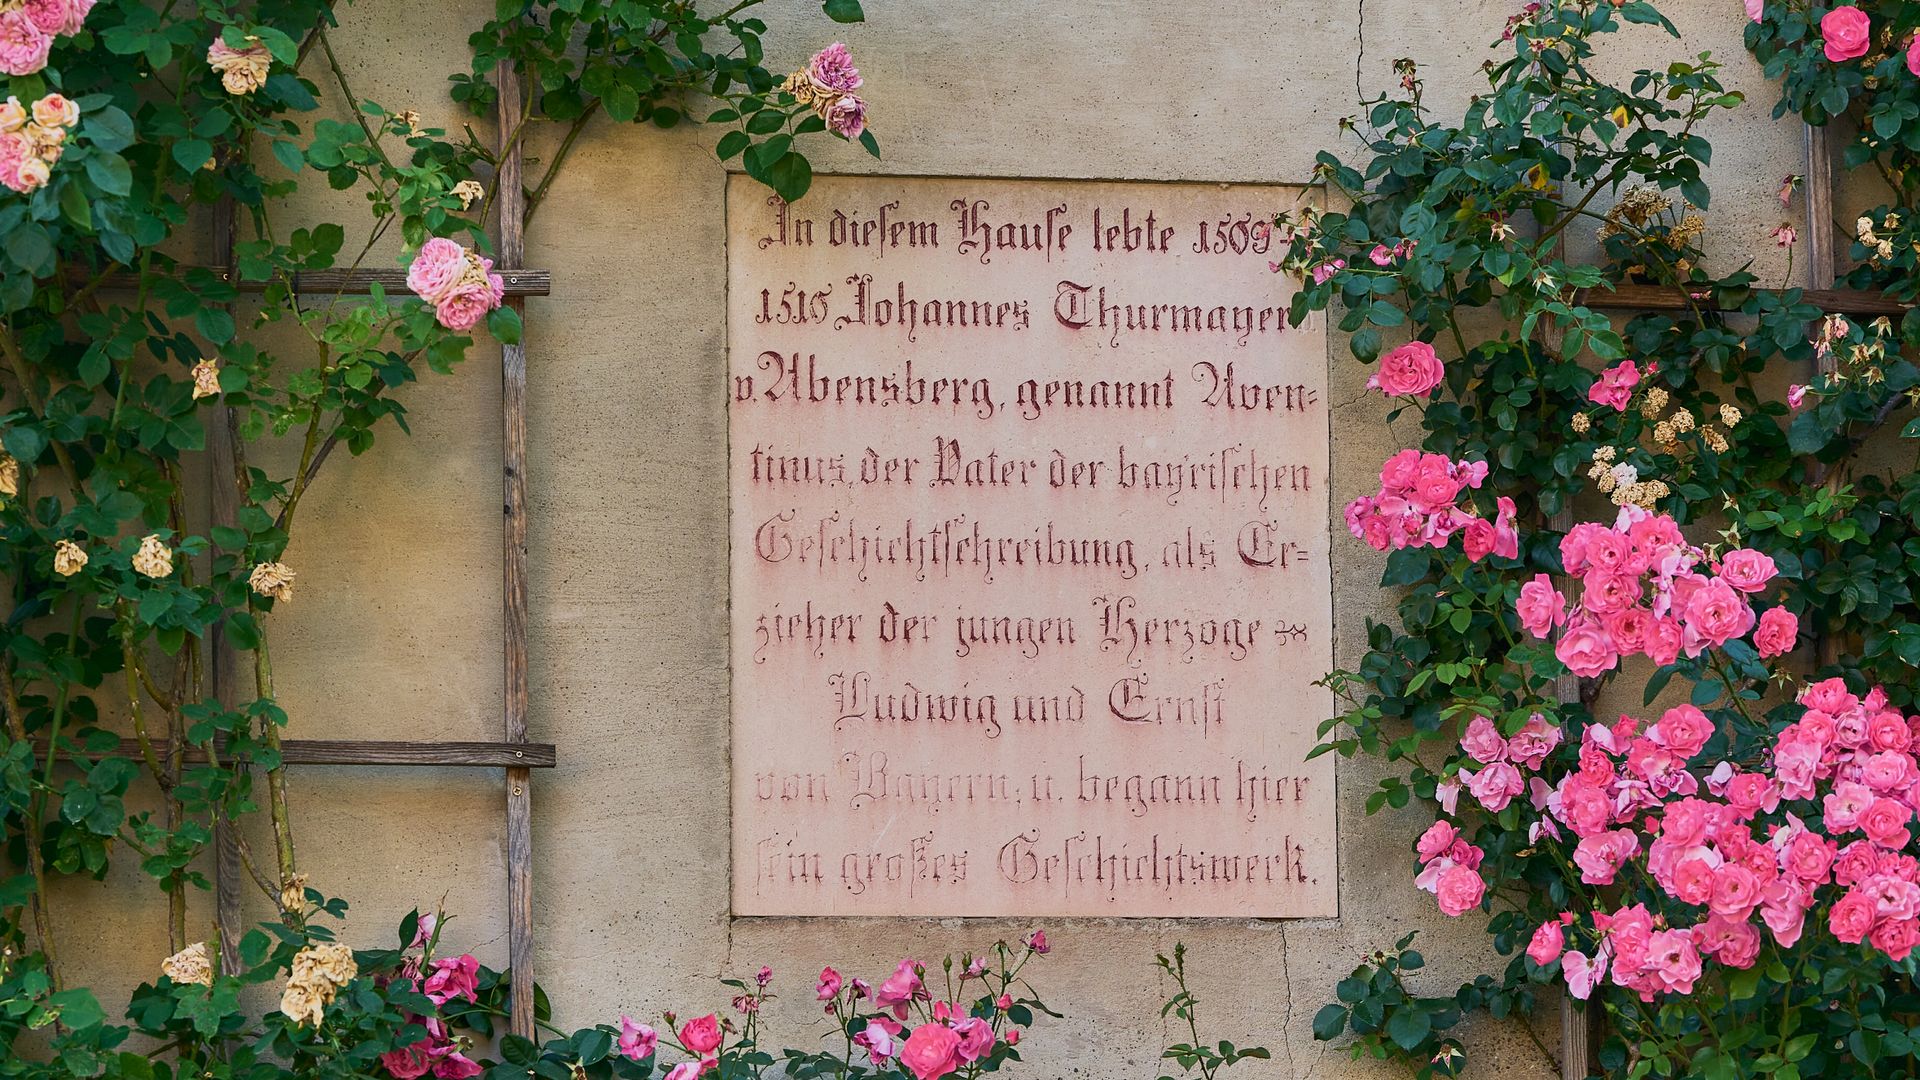 In dieſem Hauſe lebte 1509-
1516 Johannes Thurmayer
v. Abensberg, genannt Aven=
tinus, der Vater der bayriſchen
Geſchichtſchreibung, als Er=
zieher der jungen Herzoge
Ludwig und Ernſt
von Bayern; u. begann hier
ſein großes Geſchichtswerk.